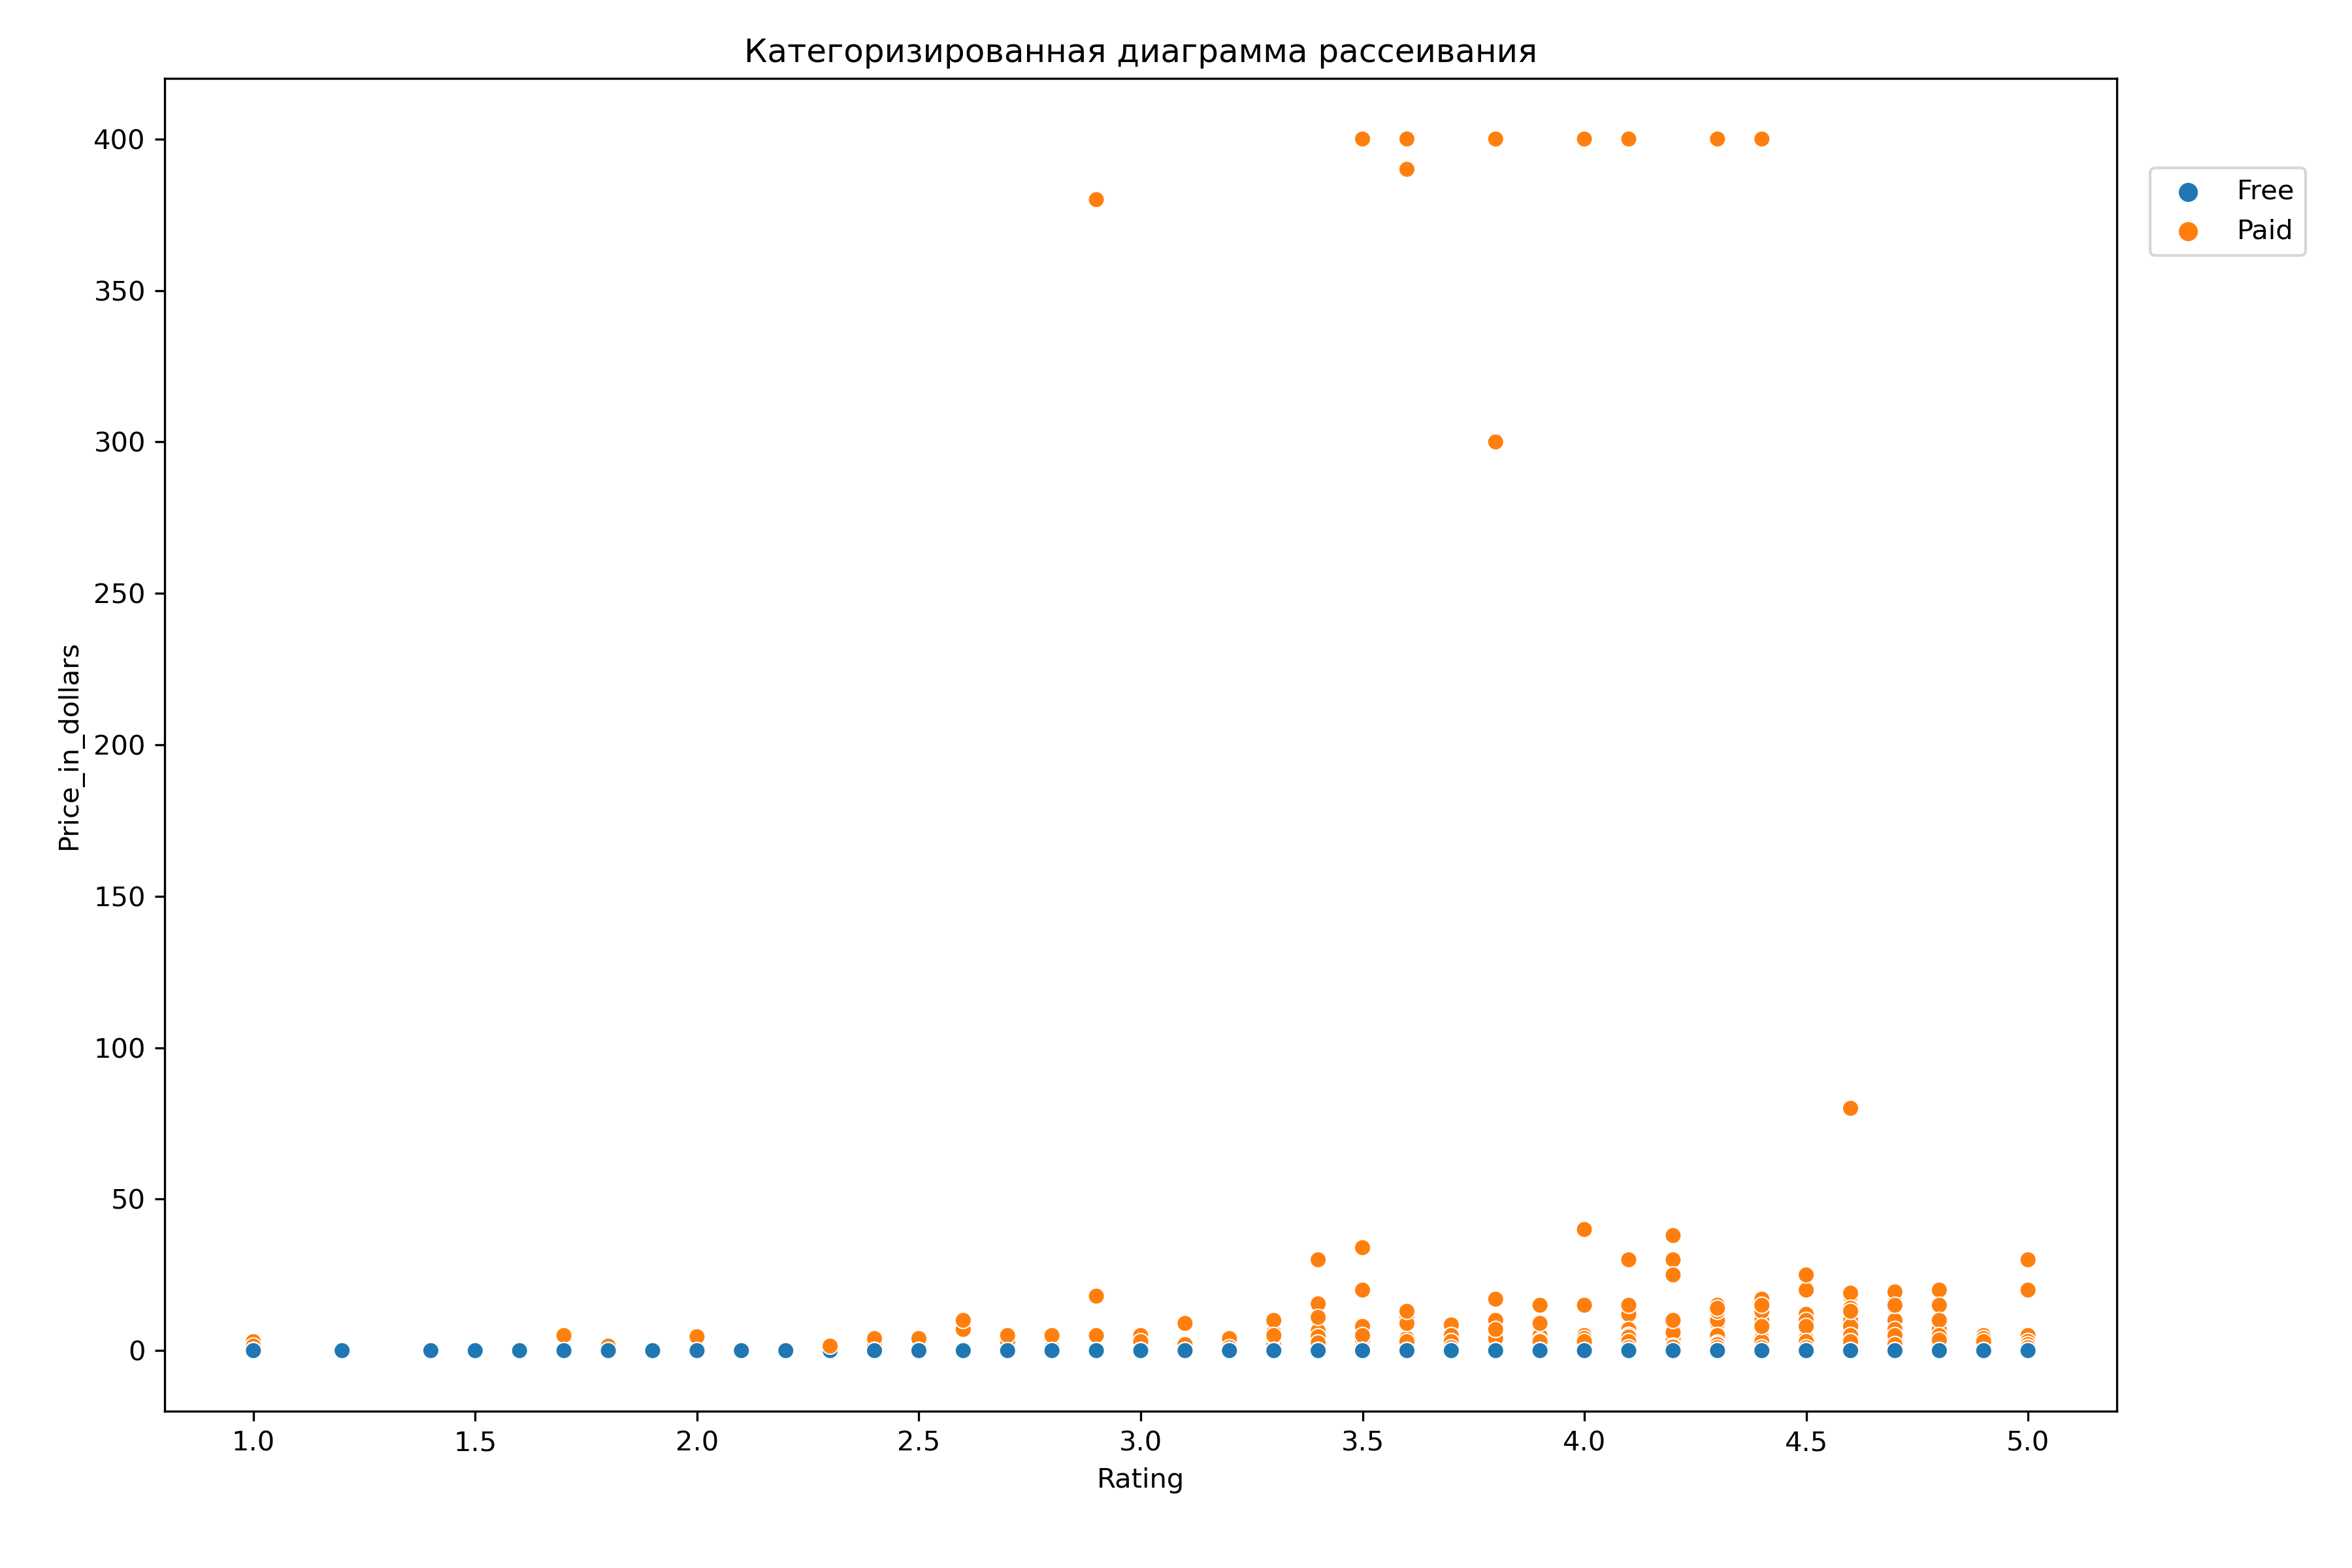 Категоризированная диаграмма рассеивания
400
350
300
250
200
150
100
50
0
Price_in_dollars
1.0 1.5 2.0 2.5 3.0 3.5 4.0 4.5 5.0
Rating
Free
Paid